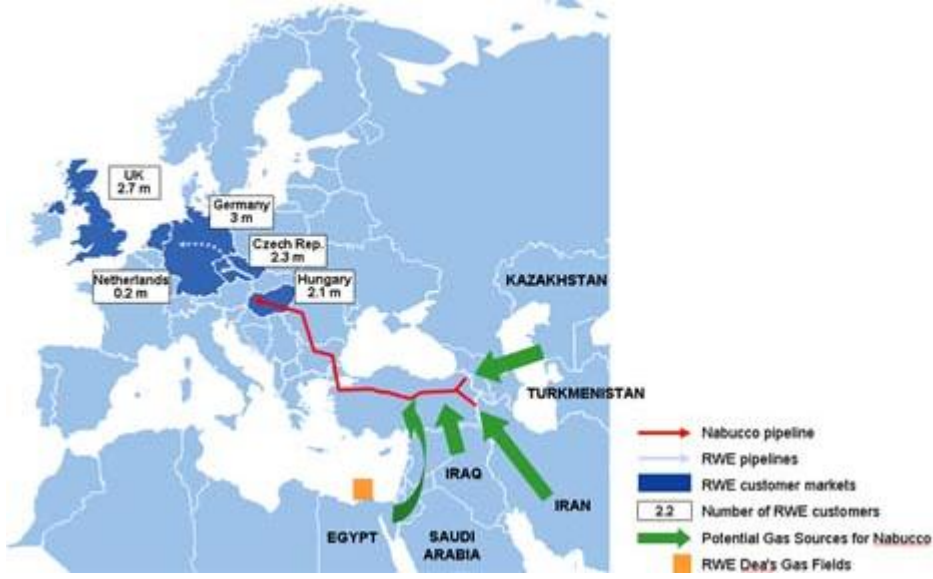 UK
2.7 m
Germany
3 m
Czech Rep.
2.3 m
Netherlands
0.2 m
Hungary
2.1 m
KAZAKHSTAN
TURKMENISTAN
IRAQ
IRAN
EGYPT
SAUDI
ARABIA
Nabucco pipeline
RWE pipelines
RWE customer markets
2.2 Number of RWE customers
Potential Gas Sources for Nabucco
RWE Dea's Gas Fields